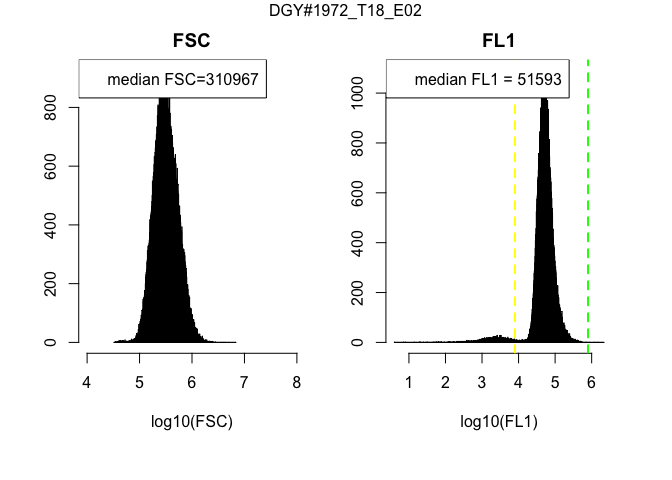 DGY#1972_T18_E02
FSC
median FSC=310967
0
200
400
600
800
4 5 6 7 8
log10(FSC)
FL1
median FL1 = 51593
0
200
400
600
800
1000
1 2 3 4 5 6
log10(FL1)